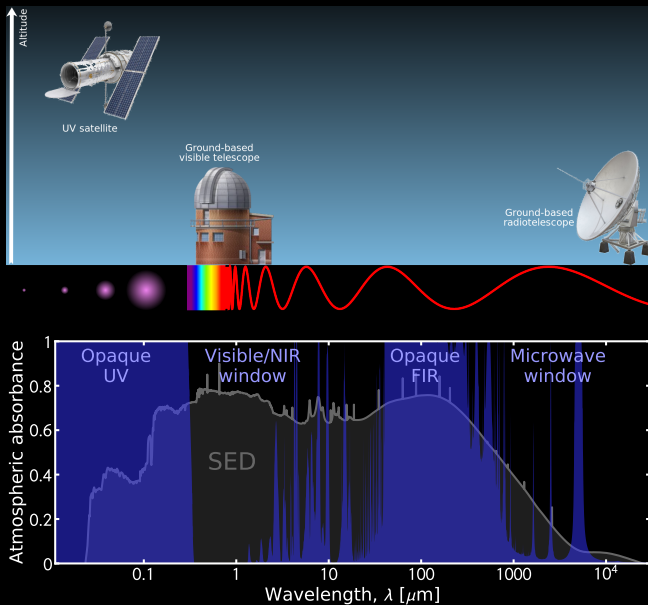 Altitude
UV satellite
Ground-based
visible telescope
Ground-based
radiotelescope
Opaque
UV
Visible/NIR
window
Opaque
FIR
Microwave
window
SED
Atmospheric absorbance
1
0.8
0.6
0.4
0.2
0
0.1
1
10
100
1000
10⁴
Wavelength, λ [μm]